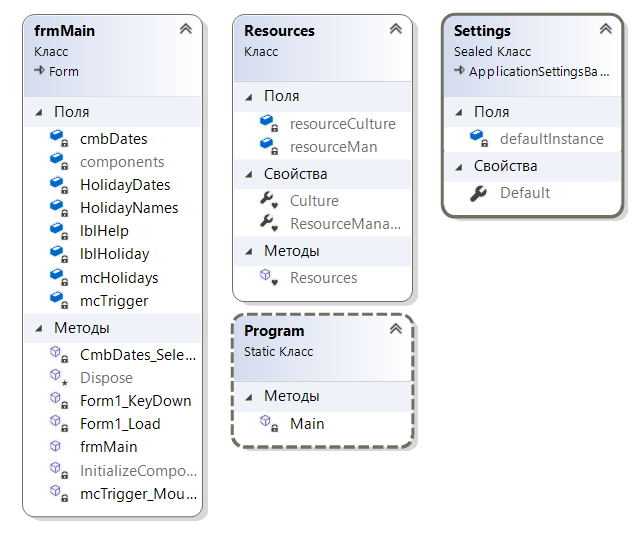 frmMain
Класс
Form
Поля
cmbDates
components
HolidayDates
HolidayNames
lblHelp
lblHoliday
mcHolidays
mcTrigger
Методы
CmbDates_Sele...
Dispose
Form1_KeyDown
Form1_Load
frmMain
InitializeCompo...
mcTrigger_Mou...
Resources
Класс
Поля
resourceCulture
resourceMan
Свойства
Culture
ResourceMana...
Методы
Resources
Program
Static Класс
Методы
Main
Settings
Sealed Класс
ApplicationSettingsBa...
Поля
defaultInstance
Свойства
Default